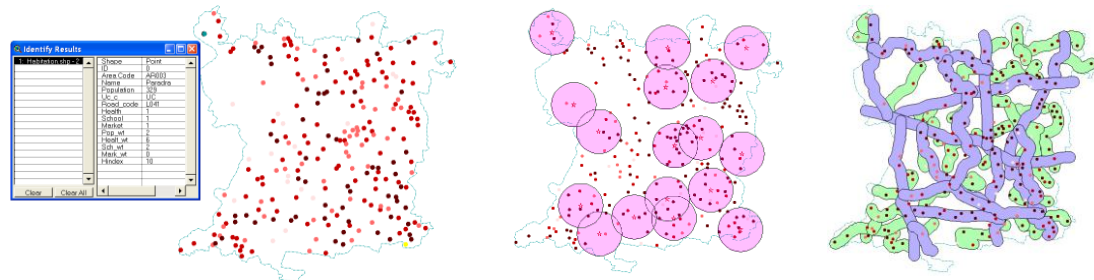 Identify Results
1: Habitation.shp - 2
Shape Point
ID 0
Area Code AR003
Name Paradra
Population 329
Uc_c UC
Road_code L041
Health 1
School 1
Market 1
Pop_wt 2
Healt_wt 6
Sch_wt 2
Mark_wt 0
Hindex 10
Clear Clear All